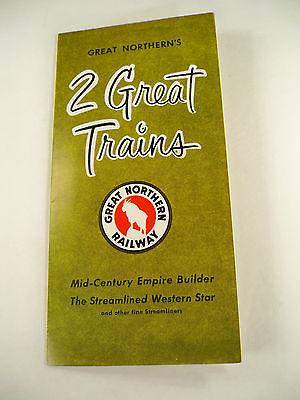 GREAT NORTHERN'S
2 Great
Trains
GREAT NORTHERN
RAILWAY
Mid-Century Empire Builder
The Streamlined Western Star
and other fine Streamliners